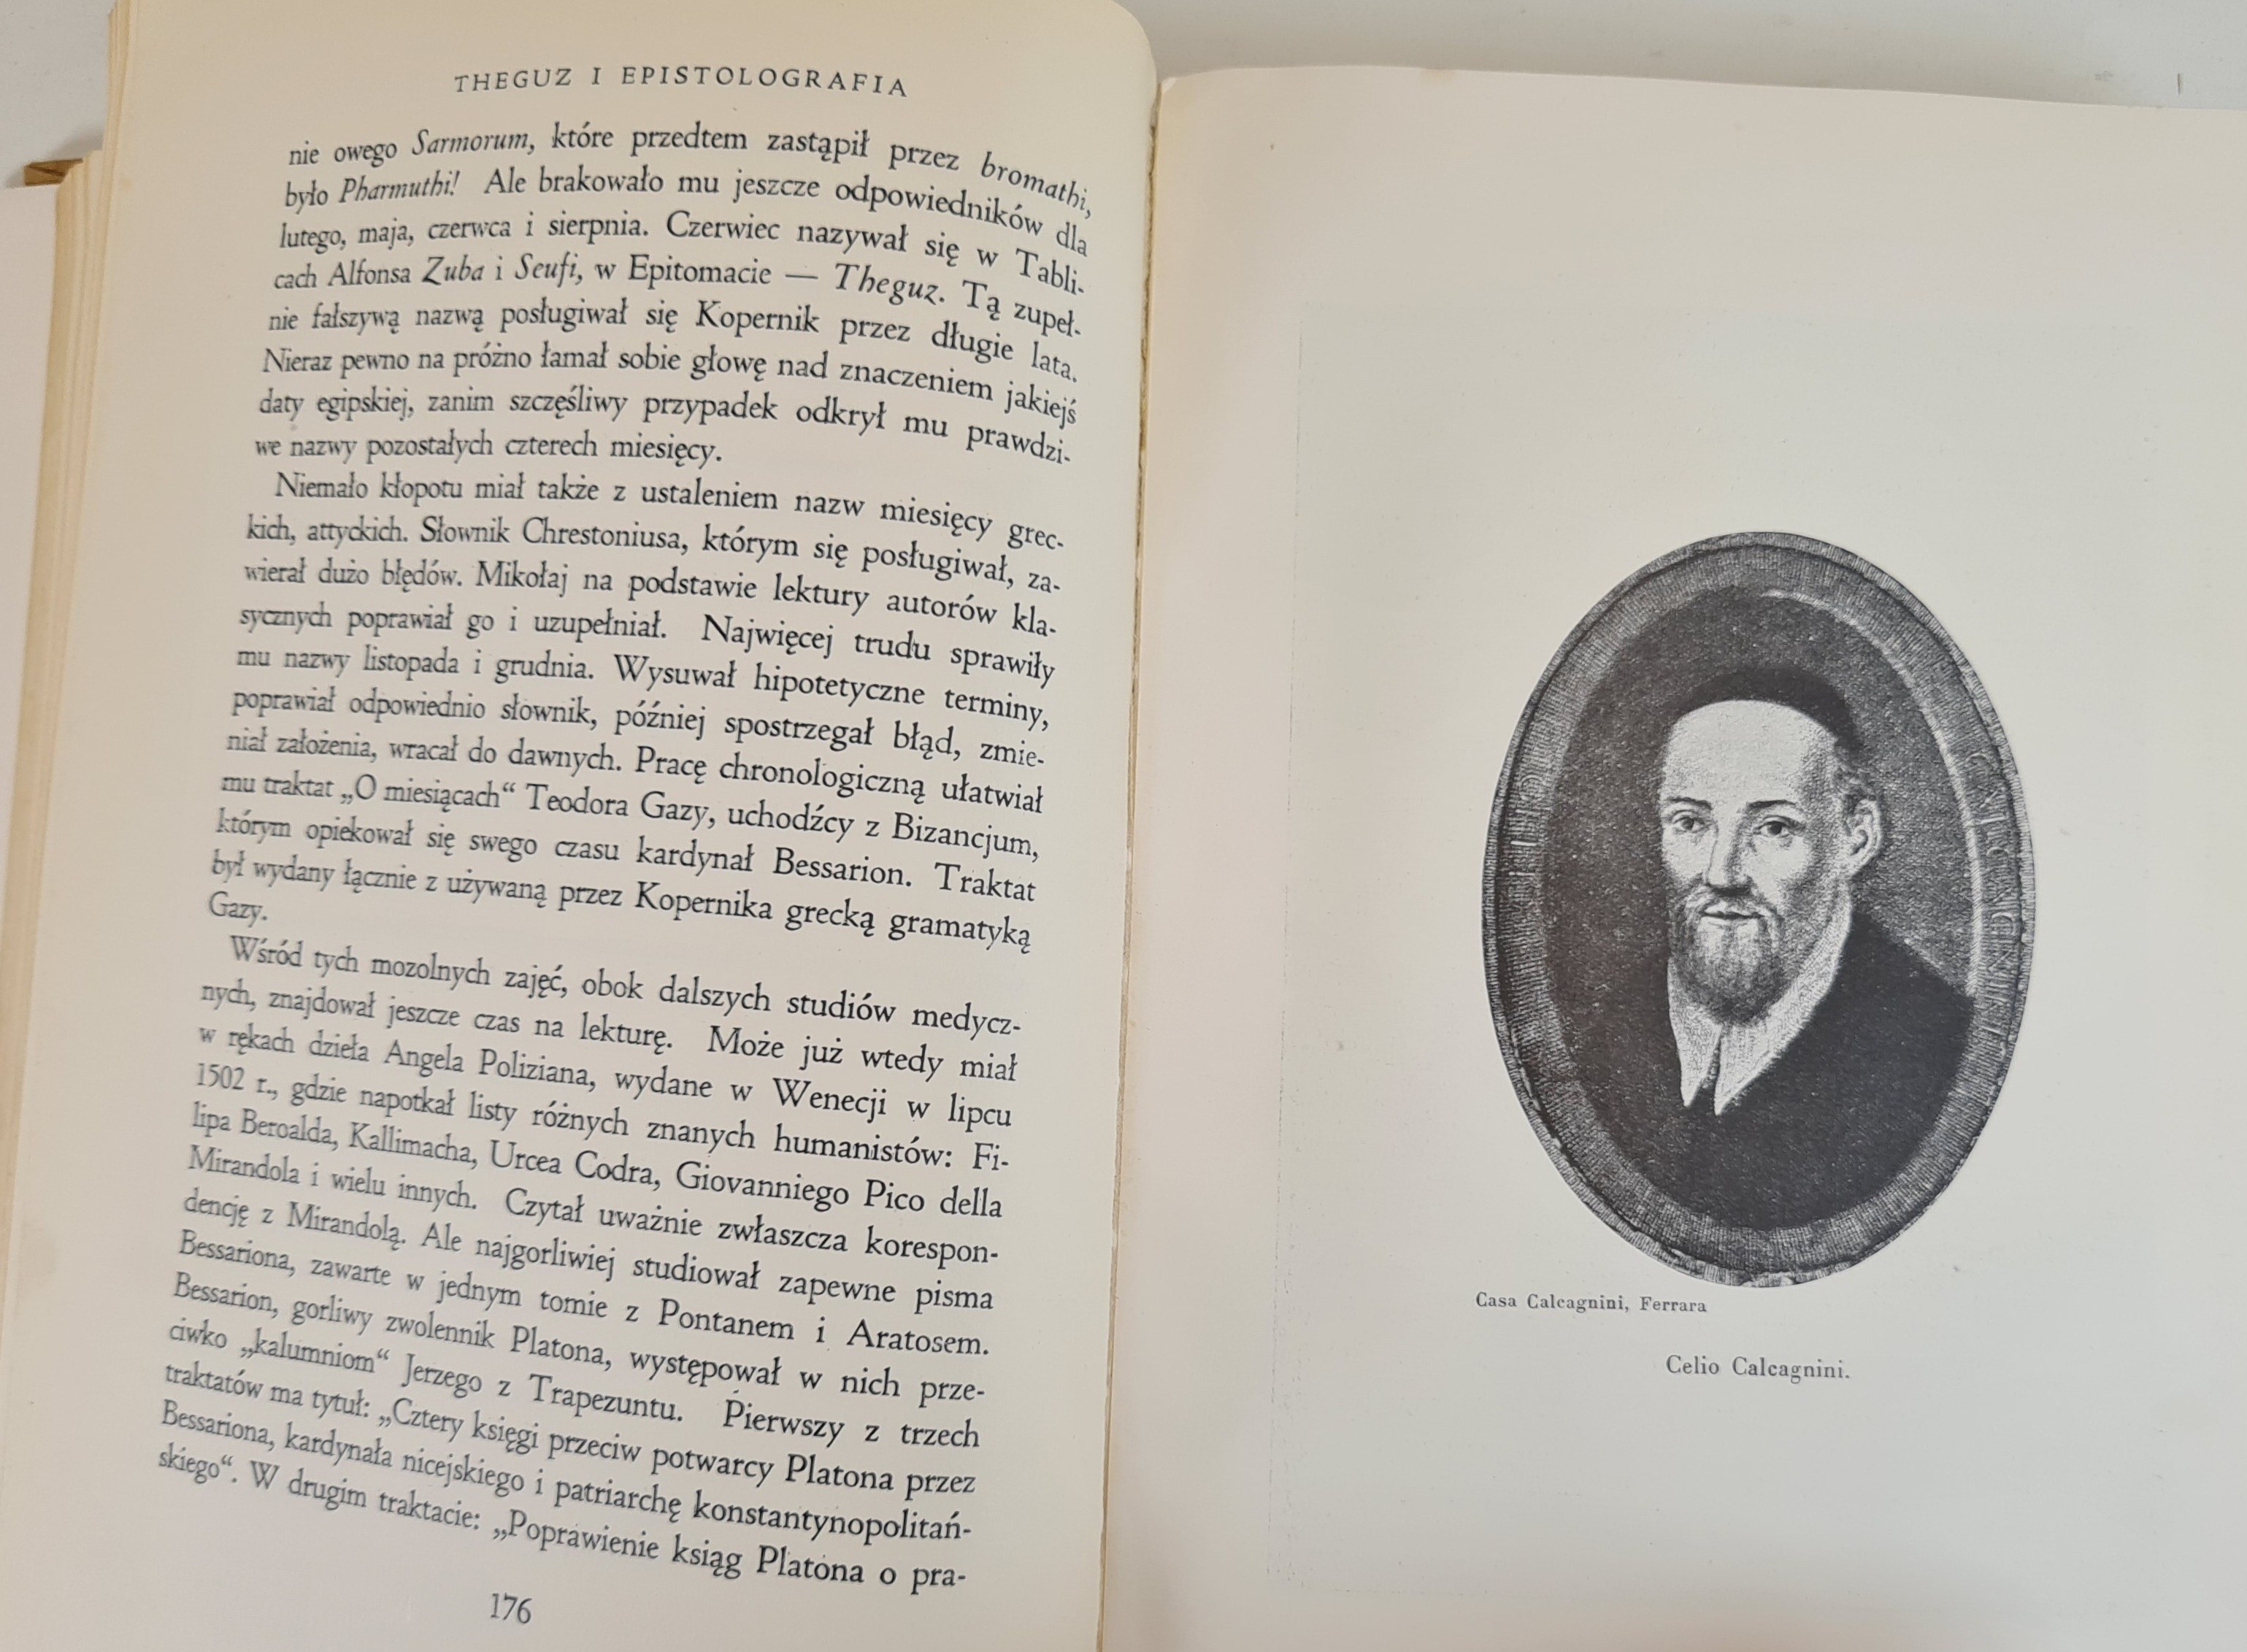 THEGUZ I EPISTOLOGRAFIA
nie owego Sarmorum, które przedtem zastąpił przez bromathi,
było Pharmuthi! Ale brakowało mu jeszcze odpowiedników dla
lutego, maja, czerwca i sierpnia. Czerwiec nazywał się w Tabli-
cach Alfonsa Zuba i Seufi, w Epitomacie — Theguz. Tą zupeł-
nie fałszywą nazwą posługiwał się Kopernik przez długie lata.
Nieraz pewno na próżno łamał sobie głowę nad znaczeniem jakiejś
daty egipskiej, zanim szczęśliwy przypadek odkrył mu prawdzi-
we nazwy pozostałych czterech miesięcy.
Niemało kłopotu miał także z ustaleniem nazw miesięcy grec-
kich, attyckich. Słownik Chrestoniusa, którym się posługiwał, za-
wierał dużo błędów. Mikołaj na podstawie lektury autorów kla-
sycznych poprawiał go i uzupełniał. Najwięcej trudu sprawiły
mu nazwy listopada i grudnia. Wysuwał hipotetyczne terminy,
poprawiał odpowiednio słownik, później spostrzegał błąd, zmie-
niał założenia, wracał do dawnych. Pracę chronologiczną ułatwiał
mu traktat „O miesiącach“ Teodora Gazy, uchodźcy z Bizancjum,
którym opiekował się swego czasu kardynał Bessarion. Traktat
był wydany łącznie z używaną przez Kopernika grecką gramatyką
Gazy.
Wśród tych mozolnych zajęć, obok dalszych studiów medycz-
nych, znajdował jeszcze czas na lekturę. Może już wtedy miał
w rękach dzieła Angela Poliziana, wydane w Wenecji w lipcu
1502 r., gdzie napotkał listy różnych znanych humanistów: Fi-
lipa Beroalda, Kallimacha, Urcea Codra, Giovanniego Pico della
Mirandola i wielu innych. Czytał uważnie zwłaszcza korespon-
dencję z Mirandolą. Ale najgorliwiej studiował zapewne pisma
Bessariona, zawarte w jednym tomie z Pontanem i Aratosem.
Bessarion, gorliwy zwolennik Platona, występował w nich prze-
ciwko „kalumniom“ Jerzego z Trapezuntu. Pierwszy z trzech
traktatów ma tytuł: „Cztery księgi przeciw potwarcy Platona przez
Bessariona, kardynała nicejskiego i patriarchę konstantynopolitań-
skiego“. W drugim traktacie: „Poprawienie ksiąg Platona o pra-
176
Casa Calcagnini, Ferrara
Celio Calcagnini.